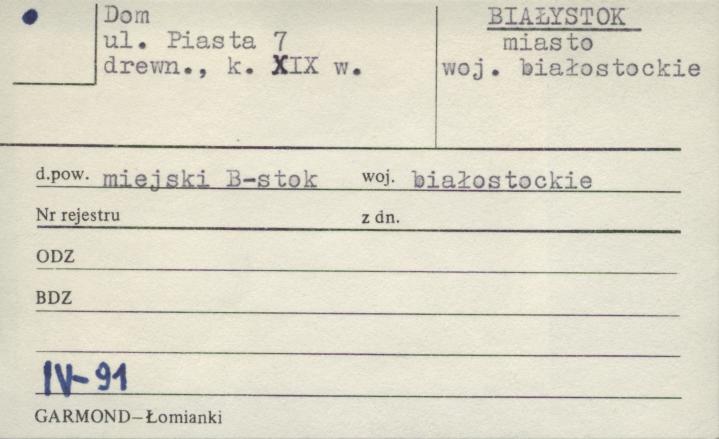 Dom
ul. Piasta 7
drewn., k. XIX w.
BIAŁYSTOK
miasto
woj. białostockie
d.pow. miejski B-stok woj. białostockie
Nr rejestru z dn.
ODZ
BDZ
IV-91
GARMOND–Łomianki